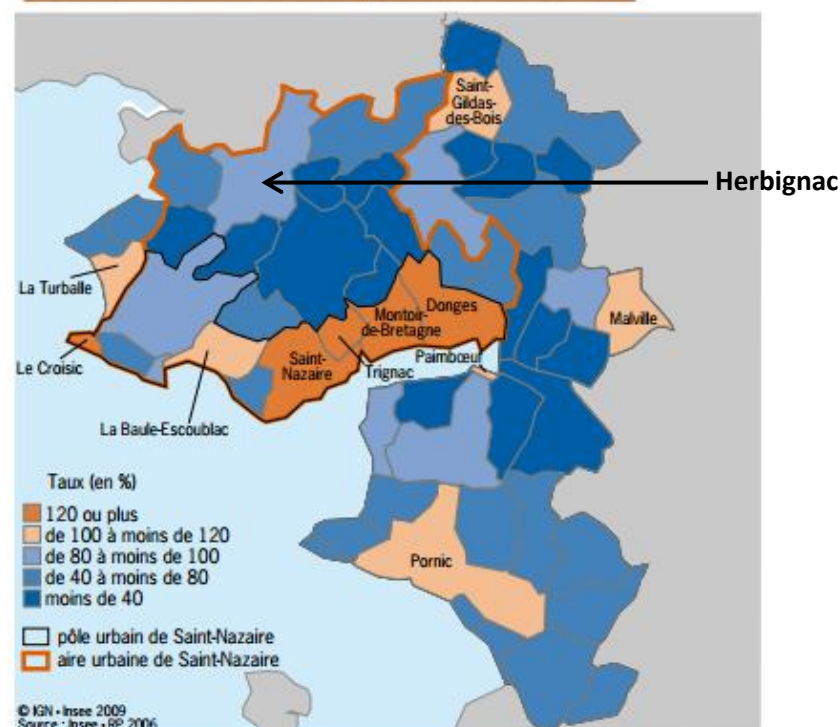 Saint-
Gildas-
des-Bois
Herbignac
La Turballe
Donges
Montoir-
de-Bretagne
Malville
Le Croisic
Saint-
Nazaire
Trignac
Paimbœuf
La Baule-Escoublac
Taux (en %)
120 ou plus
de 100 à moins de 120
de 80 à moins de 100
de 40 à moins de 80
moins de 40
Pornic
pôle urbain de Saint-Nazaire
aire urbaine de Saint-Nazaire
© IGN - Insee 2009
Source : Insee - RP 2006